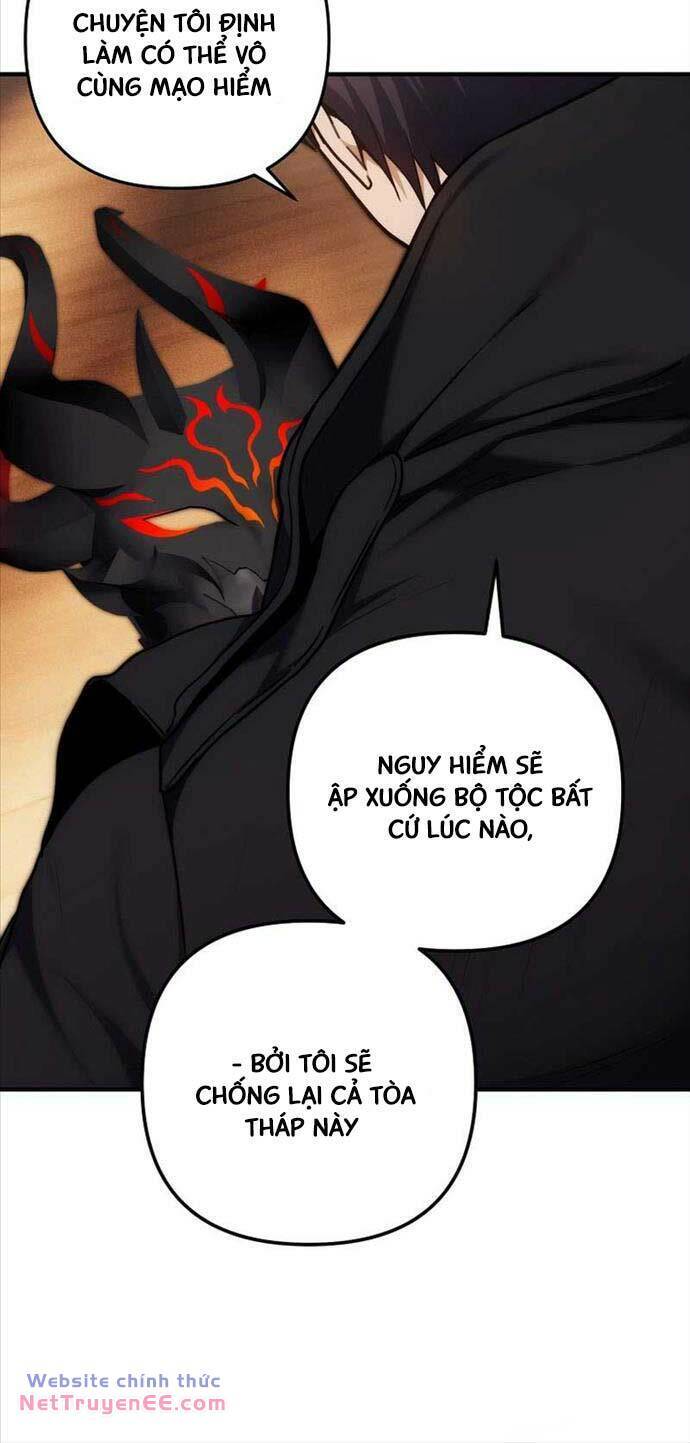 CHUYỆN TÔI ĐỊNH
LÀM CÓ THỂ VÔ
CÙNG MẠO HIỂM
NGUY HIỂM SẼ
ẬP XUỐNG BỘ TỘC BẤT
CỨ LÚC NÀO,
- BỞI TÔI SẼ
CHỐNG LẠI CẢ TÒA
THÁP NÀY
Website chính thức
NetTruyenEE.com